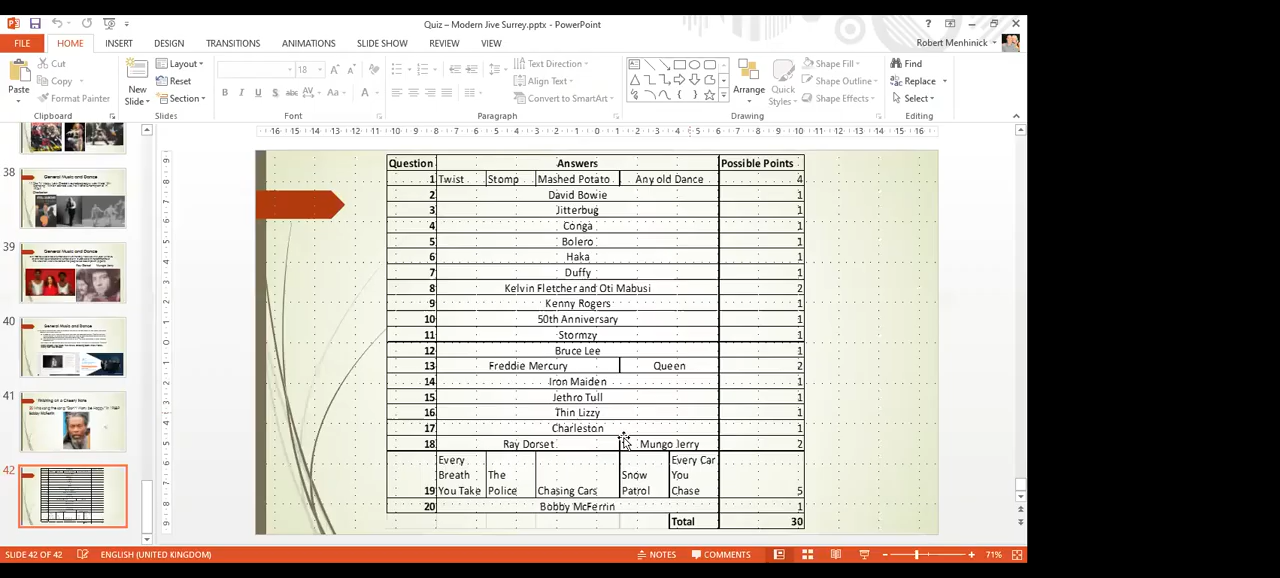 Quiz – Modern Jive Surrey.pptx - PowerPoint
FILE HOME INSERT DESIGN TRANSITIONS ANIMATIONS SLIDE SHOW REVIEW VIEW Robert Menhinick
Cut
Copy
Format Painter
Paste
Clipboard
New
Slide
Layout
Reset
Section
Slides
18
Font
Text Direction
Align Text
Convert to SmartArt
Paragraph
Arrange
Quick
Styles
Shape Fill
Shape Outline
Shape Effects
Drawing
Find
Replace
Select
Editing
38
General Music and Dance
39
General Music and Dance
40
General Music and Dance
41
42
Question Answers Possible Points
1 Twist Stomp Mashed Potato Any old Dance 4
2 David Bowie 1
3 Jitterbug 1
4 Conga 1
5 Bolero 1
6 Haka 1
7 Duffy 1
8 Kelvin Fletcher and Oti Mabusi 2
9 Kenny Rogers 1
10 50th Anniversary 1
11 Stormzy 1
12 Bruce Lee 1
13 Freddie Mercury Queen 2
14 Iron Maiden 1
15 Jethro Tull 1
16 Thin Lizzy 1
17 Charleston 1
18 Ray Dorset Mungo Jerry 2
19 Every Breath You Take The Police Chasing Cars Snow Patrol Every Car You Chase 5
20 Bobby McFerrin 1
Total 30
SLIDE 42 OF 42 ENGLISH (UNITED KINGDOM) NOTES COMMENTS 71%